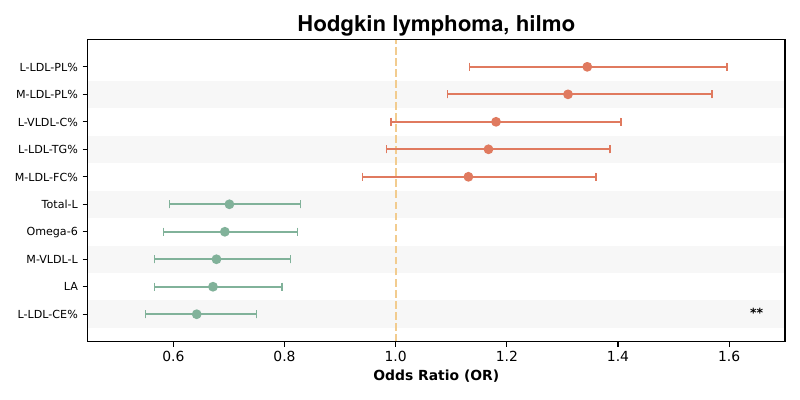 Hodgkin lymphoma, hilmo
L-LDL-PL%
M-LDL-PL%
L-VLDL-C%
L-LDL-TG%
M-LDL-FC%
Total-L
Omega-6
M-VLDL-L
LA
L-LDL-CE%
**
0.6 0.8 1.0 1.2 1.4 1.6
Odds Ratio (OR)